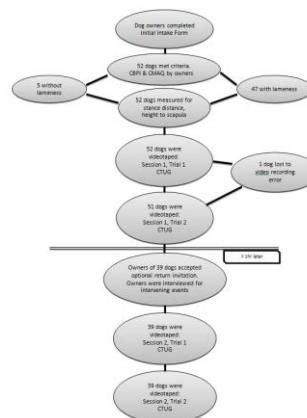 Dog owners completed
Initial Intake Form
52 dogs met criteria.
CBPI & CMAQ by owners
5 without
lameness
47 with lameness
52 dogs measured for
stance distance,
height to scapula
52 dogs were
videotaped:
Session 1, Trial 1
CTUG
1 dog lost to
video recording
error
51 dogs were
videotaped:
Session 1, Trial 2
CTUG
Owners of 39 dogs accepted
optional return invitation.
Owners were interviewed for
intervening events
39 dogs were
videotaped:
Session 2, Trial 1
CTUG
39 dogs were
videotaped:
Session 2, Trial 2
CTUG